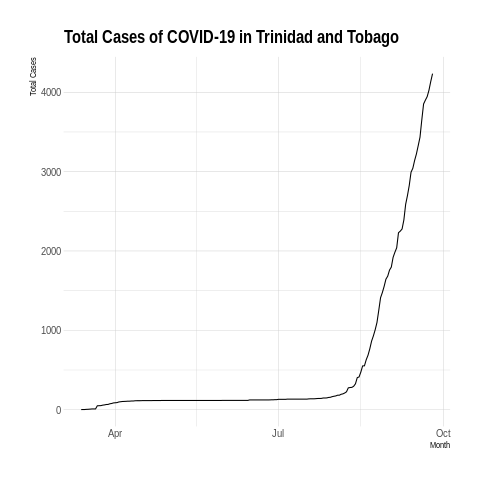 Total Cases of COVID-19 in Trinidad and Tobago
Total Cases
4000
3000
2000
1000
0
Apr
Jul
Oct
Month